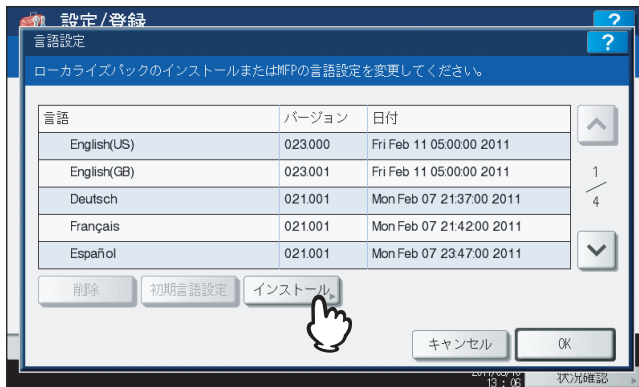 設定/登録
?
言語設定
?
ローカライズパックのインストールまたはMFPの言語設定を変更してください。
言語 バージョン 日付
English(US) 023.000 Fri Feb 11 05:00:00 2011
English(GB) 023.001 Fri Feb 11 05:00:00 2011
Deutsch 021.001 Mon Feb 07 21:37:00 2011
Français 021.001 Mon Feb 07 21:42:00 2011
Español 021.001 Mon Feb 07 23:47:00 2011
1
4
削除 初期言語設定 インストール
キャンセル OK
13:06 状況確認